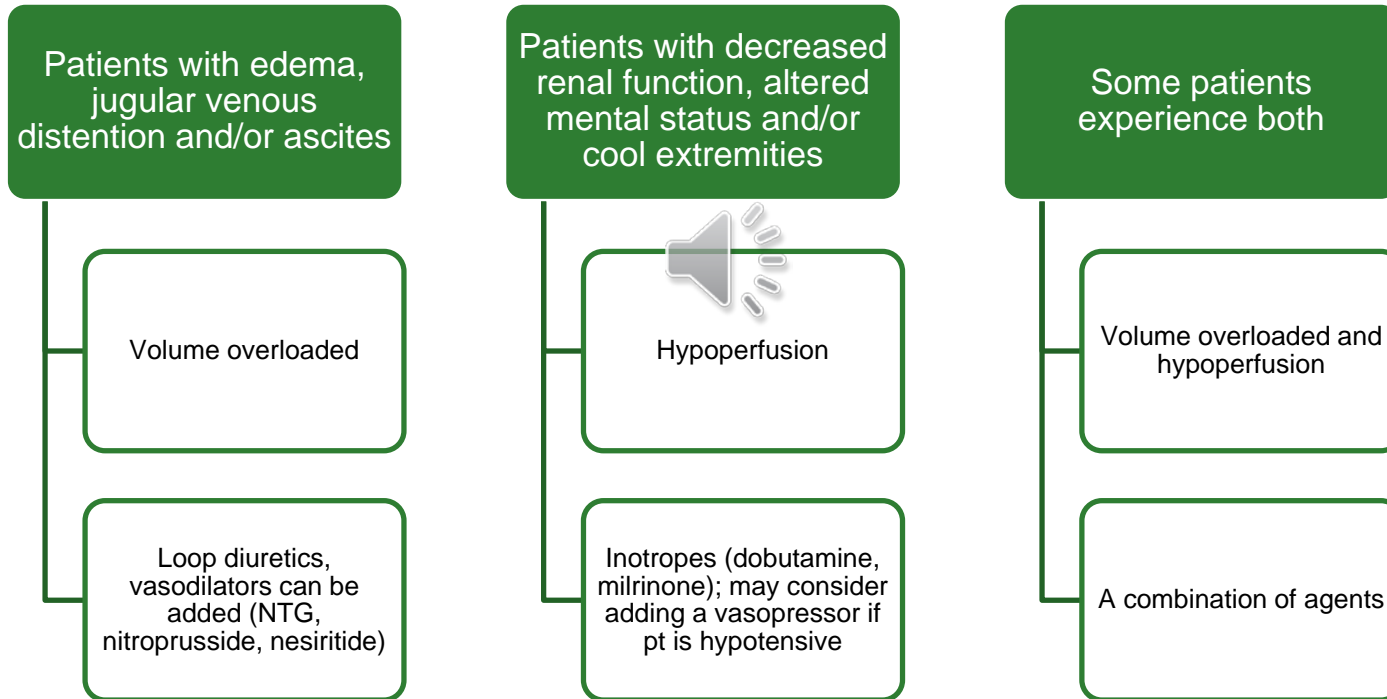 Patients with edema,
jugular venous
distention and/or ascites
Volume overloaded
Loop diuretics,
vasodilators can be
added (NTG,
nitroprusside, nesiritide)
Patients with decreased
renal function, altered
mental status and/or
cool extremities
Hypoperfusion
Inotropes (dobutamine,
milrinone); may consider
adding a vasopressor if
pt is hypotensive
Some patients
experience both
Volume overloaded and
hypoperfusion
A combination of agents